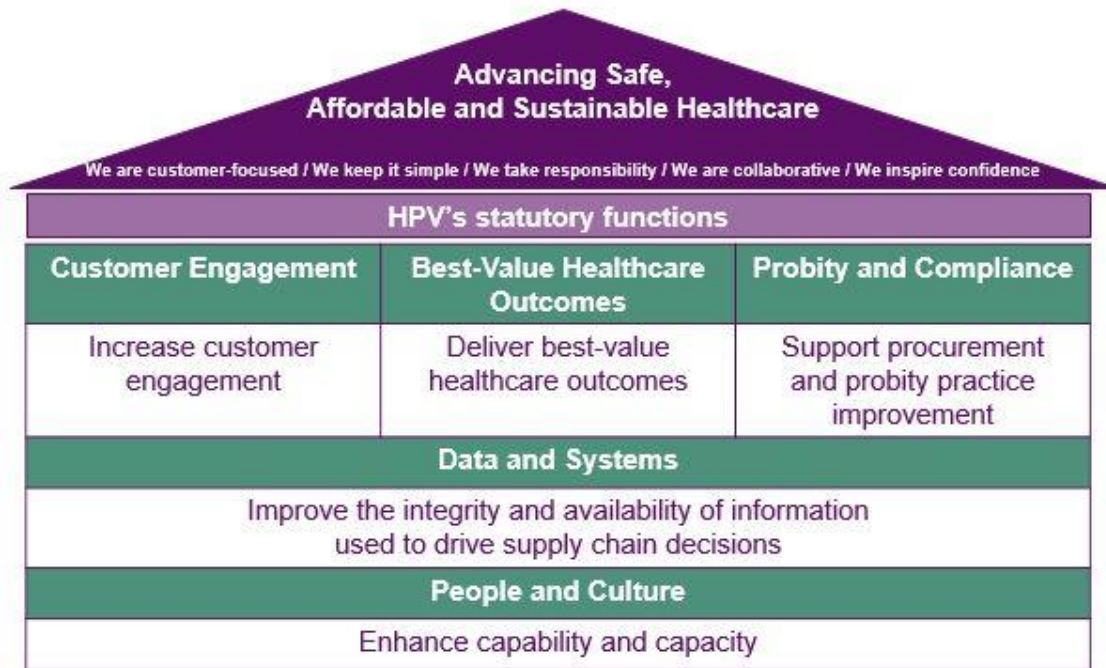 Advancing Safe,
Affordable and Sustainable Healthcare
We are customer-focused / We keep it simple / We take responsibility / We are collaborative / We inspire confidence
HPV's statutory functions
Customer Engagement
Best-Value Healthcare
Outcomes
Probity and Compliance
Increase customer
engagement
Deliver best-value
healthcare outcomes
Support procurement
and probity practice
improvement
Data and Systems
Improve the integrity and availability of information
used to drive supply chain decisions
People and Culture
Enhance capability and capacity